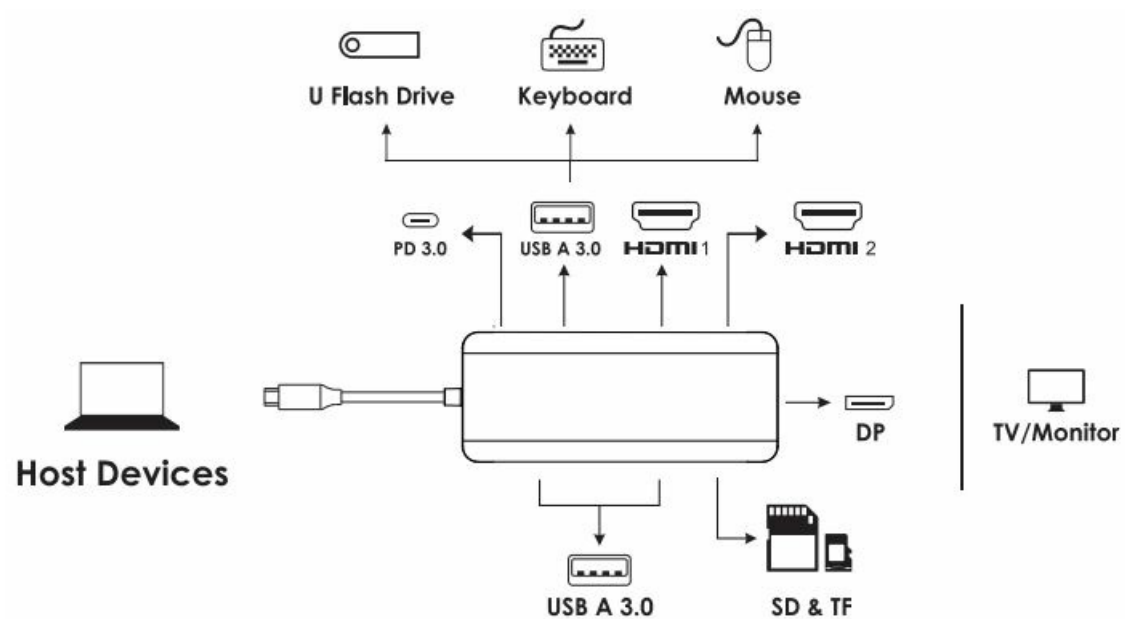 U Flash Drive Keyboard Mouse
PD 3.0 USB A 3.0 HDMI 1 HDMI 2
Host Devices
DP
TV/Monitor
USB A 3.0 SD & TF